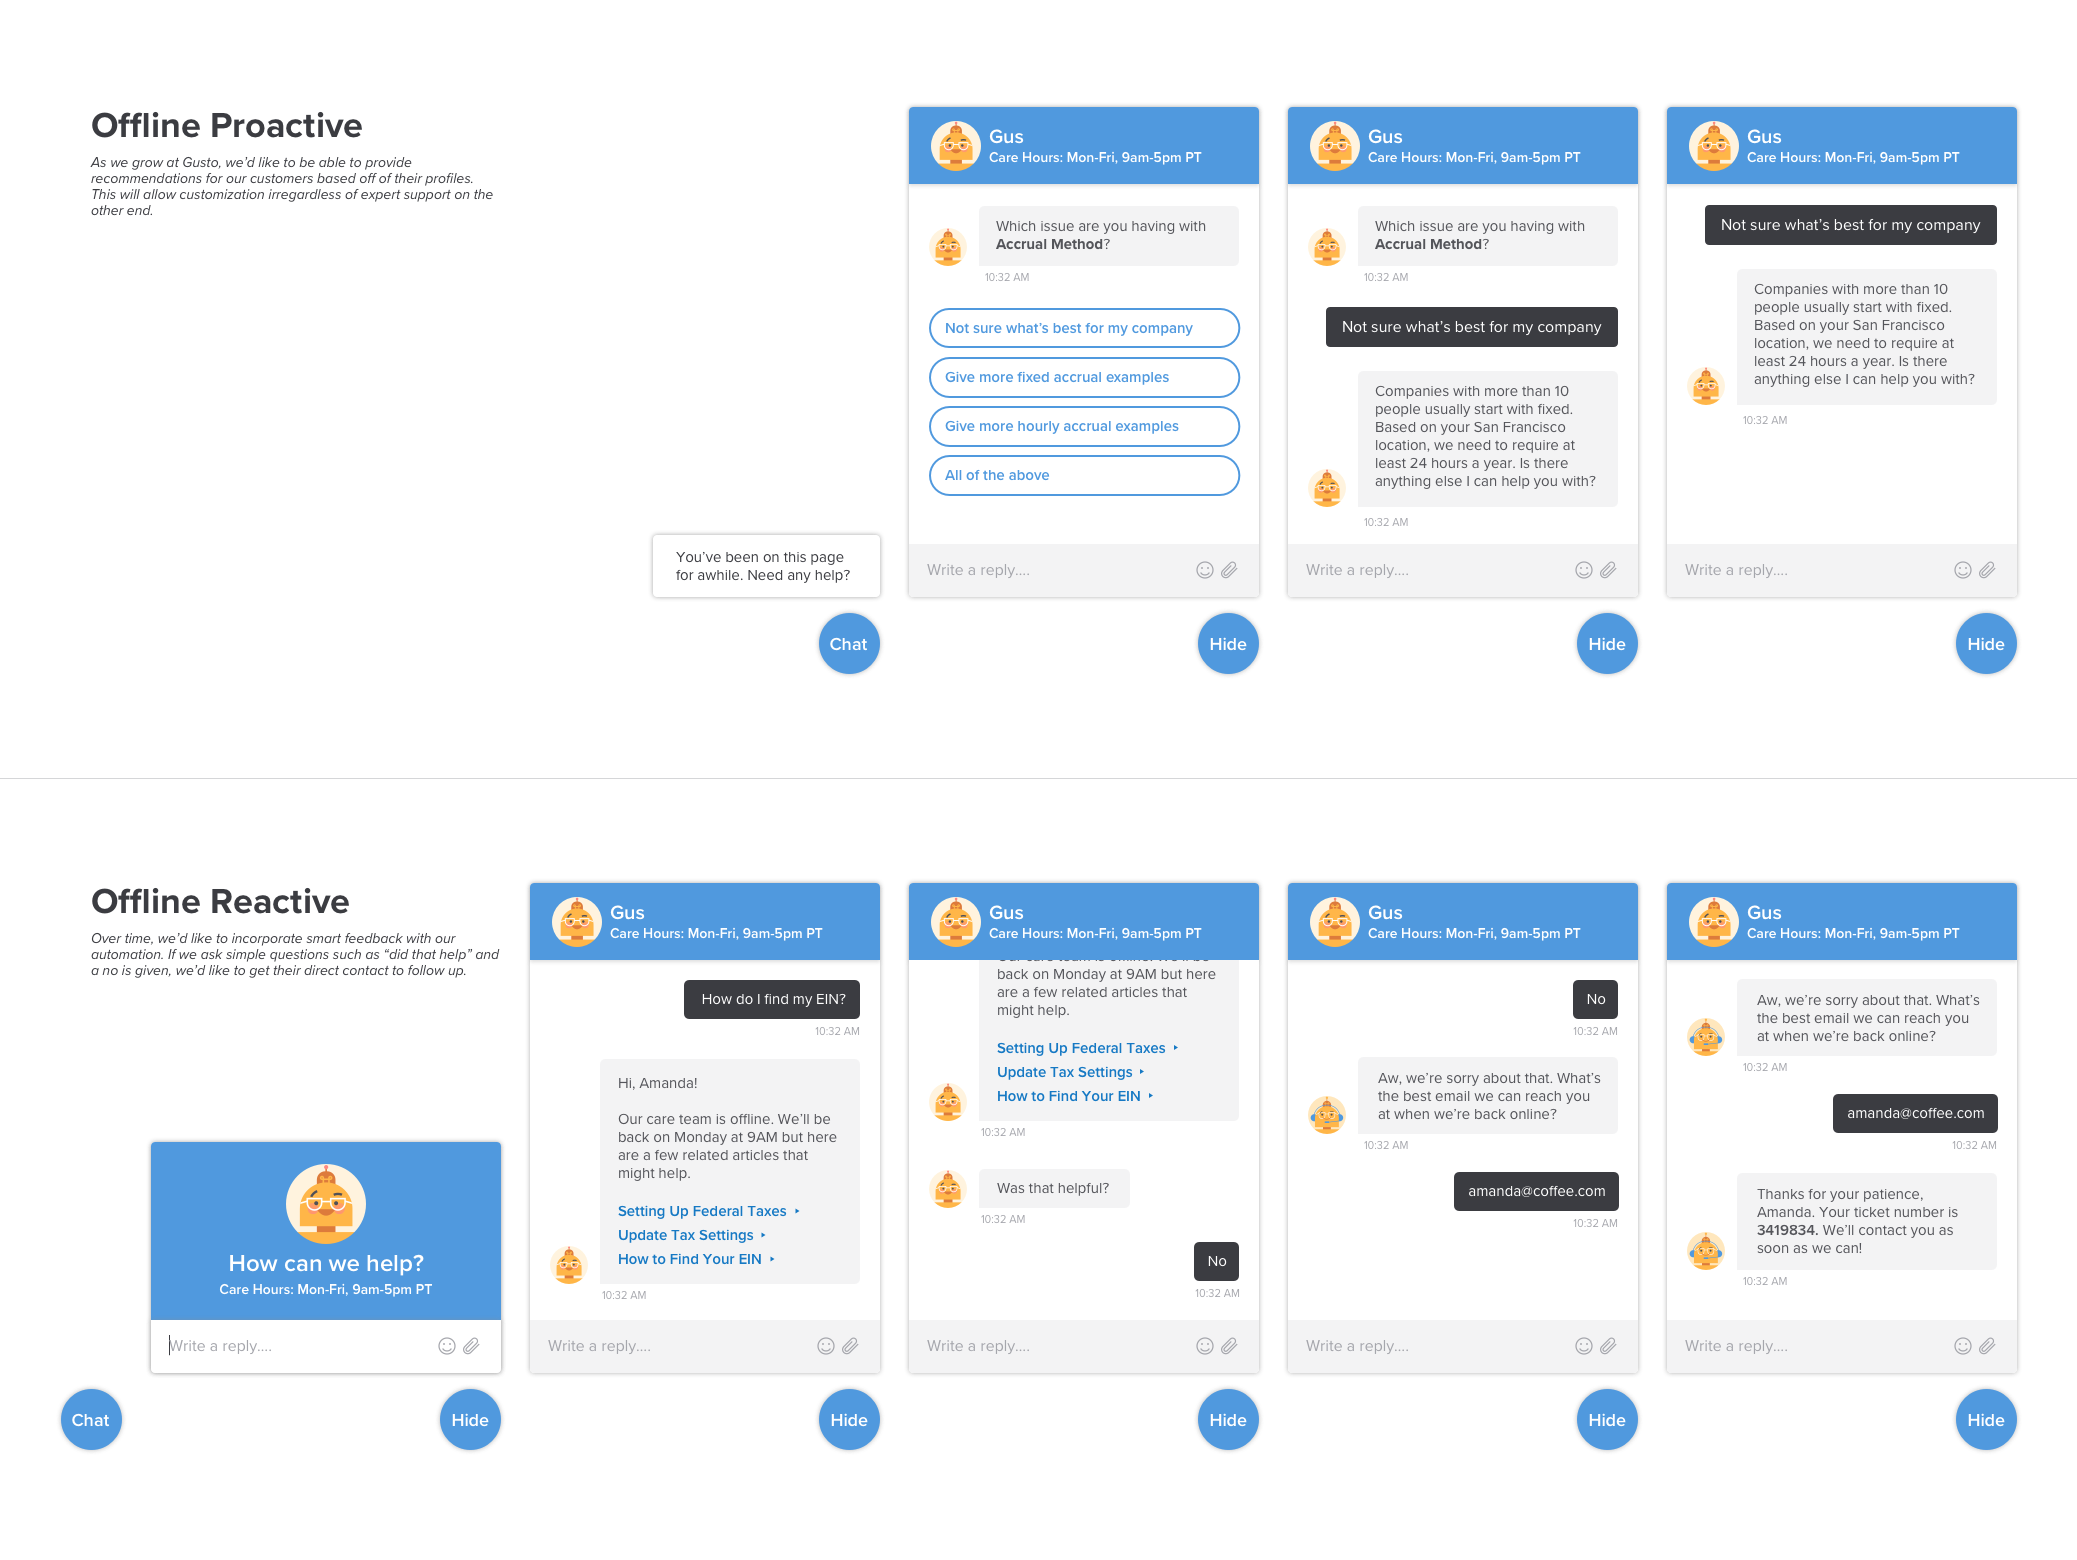 Offline Proactive
As we grow at Gusto, we'd like to be able to provide
recommendations for our customers based off of their profiles.
This will allow customization irregardless of expert support on the
other end.
You've been on this page
for awhile. Need any help?
Chat
Gus
Care Hours: Mon-Fri, 9am-5pm PT
Which issue are you having with
Accrual Method?
10:32 AM
Not sure what's best for my company
Give more fixed accrual examples
Give more hourly accrual examples
All of the above
Write a reply....
Hide
Gus
Care Hours: Mon-Fri, 9am-5pm PT
Which issue are you having with
Accrual Method?
10:32 AM
Not sure what's best for my company
Companies with more than 10
people usually start with fixed.
Based on your San Francisco
location, we need to require at
least 24 hours a year. Is there
anything else I can help you with?
10:32 AM
Write a reply....
Hide
Gus
Care Hours: Mon-Fri, 9am-5pm PT
Not sure what's best for my company
Companies with more than 10
people usually start with fixed.
Based on your San Francisco
location, we need to require at
least 24 hours a year. Is there
anything else I can help you with?
10:32 AM
Write a reply....
Hide
Offline Reactive
Over time, we'd like to incorporate smart feedback with our
automation. If we ask simple questions such as “did that help” and
a no is given, we'd like to get their direct contact to follow up.
Chat
How can we help?
Care Hours: Mon-Fri, 9am-5pm PT
Write a reply....
Hide
Gus
Care Hours: Mon-Fri, 9am-5pm PT
How do I find my EIN?
10:32 AM
Hi, Amanda!
Our care team is offline. We'll be
back on Monday at 9AM but here
are a few related articles that
might help.
Setting Up Federal Taxes
Update Tax Settings
How to Find Your EIN
10:32 AM
Write a reply....
Hide
Gus
Care Hours: Mon-Fri, 9am-5pm PT
Our care team is offline. We'll be
back on Monday at 9AM but here
are a few related articles that
might help.
Setting Up Federal Taxes
Update Tax Settings
How to Find Your EIN
10:32 AM
Was that helpful?
10:32 AM
No
10:32 AM
Write a reply....
Hide
Gus
Care Hours: Mon-Fri, 9am-5pm PT
No
10:32 AM
Aw, we're sorry about that. What's
the best email we can reach you
at when we're back online?
10:32 AM
amanda@coffee.com
10:32 AM
Write a reply....
Hide
Gus
Care Hours: Mon-Fri, 9am-5pm PT
Aw, we're sorry about that. What's
the best email we can reach you
at when we're back online?
10:32 AM
amanda@coffee.com
10:32 AM
Thanks for your patience,
Amanda. Your ticket number is
3419834. We'll contact you as
soon as we can!
10:32 AM
Write a reply....
Hide